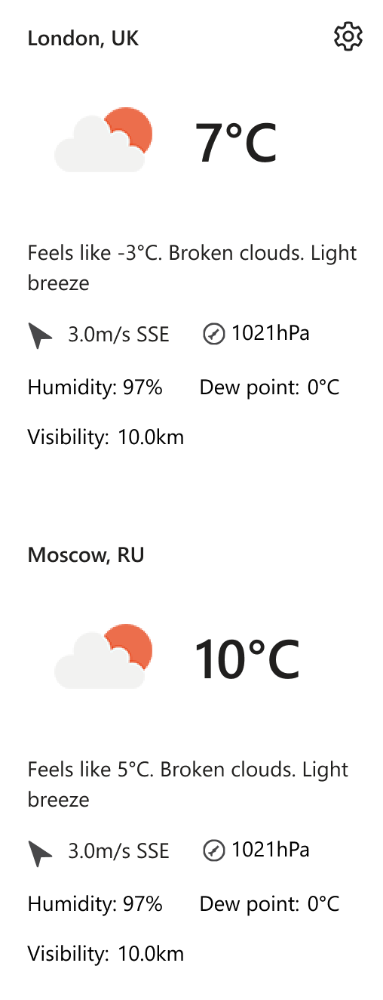 London, UK
7°C
Feels like -3°C. Broken clouds. Light
breeze
3.0m/s SSE 1021hPa
Humidity: 97% Dew point: 0°C
Visibility: 10.0km
Moscow, RU
10°C
Feels like 5°C. Broken clouds. Light
breeze
3.0m/s SSE 1021hPa
Humidity: 97% Dew point: 0°C
Visibility: 10.0km